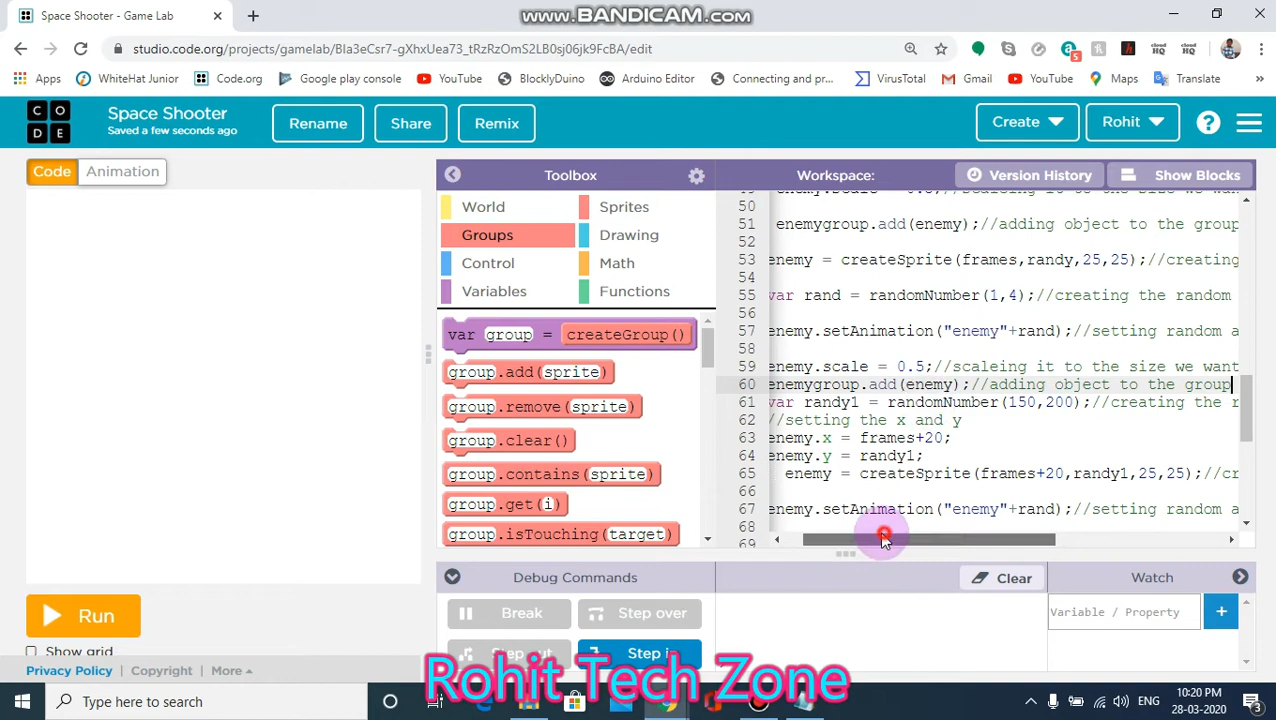 Space Shooter - Game Lab
www.BANDICAM.com
studio.code.org/projects/gamelab/Bla3eCsr7-gXhxUea73_tRzRzOmS2LB0sj06jk9FcBA/edit
Apps WhiteHat Junior Code.org Google play console YouTube BlocklyDuino Arduino Editor Connecting and pr... VirusTotal Gmail YouTube Maps Translate
CODE
Space Shooter
Saved a few seconds ago
Rename Share Remix Create Rohit
Code Animation
Toolbox
Workspace: Version History Show Blocks
World Sprites
Groups Drawing
Control Math
Variables Functions
var group = createGroup()
group.add(sprite)
group.remove(sprite)
group.clear()
group.contains(sprite)
group.get(i)
group.isTouching(target)
50
51 enemygroup.add(enemy);//adding object to the group
52
53 enemy = createSprite(frames,randy,25,25);//creating
54
55 var rand = randomNumber(1,4);//creating the random
56
57 enemy.setAnimation("enemy"+rand);//setting random a
58
59 enemy.scale = 0.5;//scaleing it to the size we want
60 enemygroup.add(enemy);//adding object to the group
61 var randy1 = randomNumber(150,200);//creating the r
62 //setting the x and y
63 enemy.x = frames+20;
64 enemy.y = randy1;
65 enemy = createSprite(frames+20,randy1,25,25);//cr
66
67 enemy.setAnimation("enemy"+rand);//setting random a
68
69
Run
Show grid
Debug Commands
Clear
Watch
Break Step over
Step out Step in
Variable / Property
Privacy Policy Copyright More
Rohit Tech Zone
Type here to search
ENG
10:20 PM
28-03-2020
3